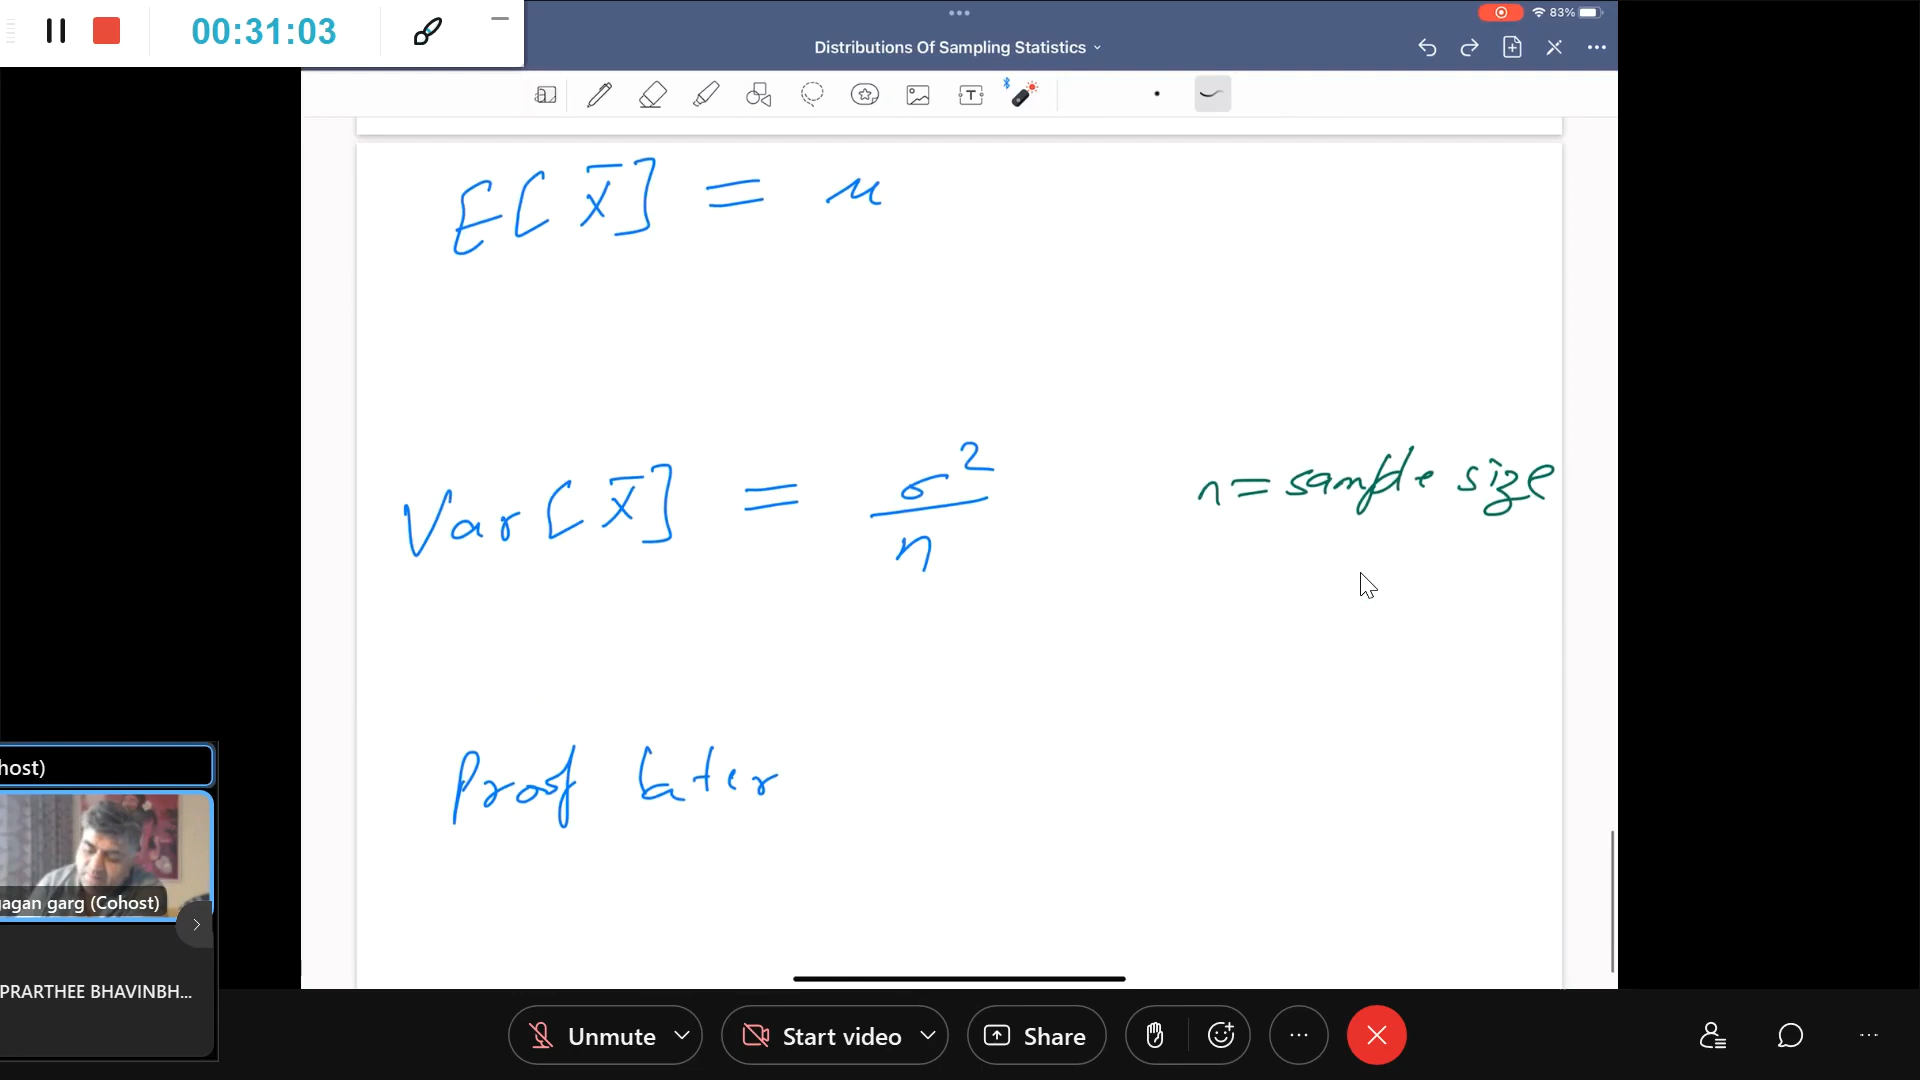 00:31:03
83%
Distributions Of Sampling Statistics
T
E[X̄] = μ
Var[X̄] = σ²/n
n = sample size
Proof later
host)
gagan garg (Cohost)
PRARTHEE BHAVINBH...
Unmute
Start video
Share